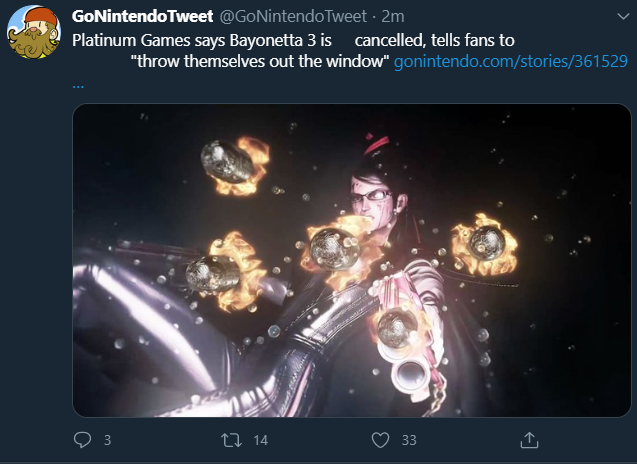 GoNintendoTweet @GoNintendoTweet · 2m
Platinum Games says Bayonetta 3 is cancelled, tells fans to
"throw themselves out the window" gonintendo.com/stories/361529
...
3 14 33